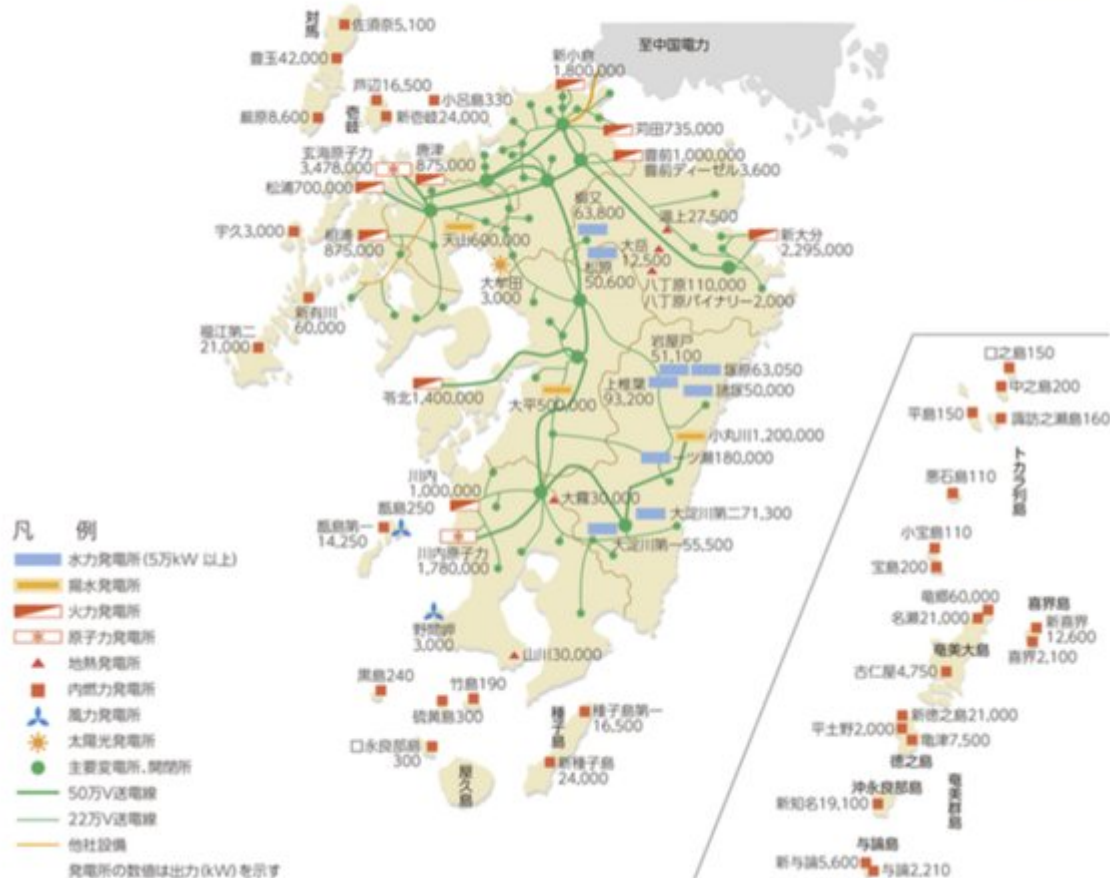 対馬
佐須奈5,100
豊玉42,000
厳原8,600
芦辺16,500
壱岐
新壱岐24,000
小呂島330
至中国電力
新小倉
1,800,000
苅田735,000
豊前1,000,000
豊前ディーゼル3,600
玄海原子力
3,478,000
唐津
875,000
松浦700,000
相浦
875,000
天山600,000
宇久3,000
新有川
60,000
福江第二
21,000
大牟田
3,000
柳又
63,800
松原
50,600
滝上27,500
大岳
12,500
八丁原110,000
八丁原バイナリー2,000
新大分
2,295,000
岩屋戸
51,100
塚原63,050
上椎葉
93,200
諸塚50,000
苓北1,400,000
大平500,000
小丸川1,200,000
一ツ瀬180,000
川内
1,000,000
大霧30,000
大淀川第二71,300
大淀川第一55,500
川内原子力
1,780,000
甑島250
甑島第一
14,250
野間岬
3,000
山川30,000
黒島240
竹島190
硫黄島300
口永良部島
300
屋久島
種子島
種子島第一
16,500
新種子島
24,000
口之島150
中之島200
平島150
諏訪之瀬島160
トカラ列島
悪石島110
小宝島110
宝島200
竜郷60,000
名瀬21,000
喜界島
新喜界
12,600
喜界2,100
奄美大島
古仁屋4,750
新徳之島21,000
平土野2,000
亀津7,500
徳之島
沖永良部島
新知名19,100
奄美群島
与論島
新与論5,600
与論2,210
凡 例
水力発電所(5万kW 以上)
揚水発電所
火力発電所
原子力発電所
地熱発電所
内燃力発電所
風力発電所
太陽光発電所
主要変電所、開閉所
50万V送電線
22万V送電線
他社設備
発電所の数値は出力(kW)を示す